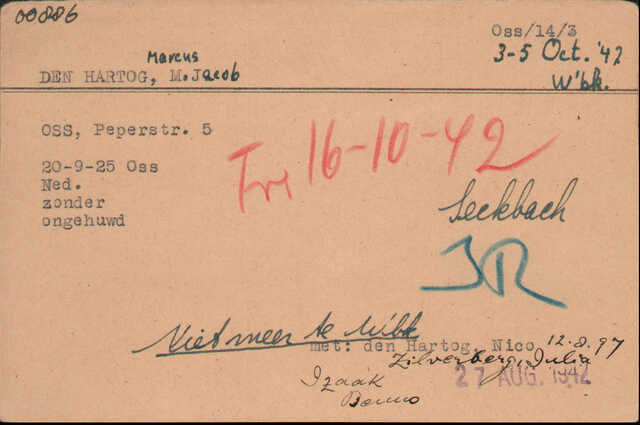 00886
Oss/14/3
3-5 Oct. '42
W'bk.
Marcus
DEN HARTOG, M. Jacob
OSS, Peperstr. 5
20-9-25 Oss
Ned.
zonder
ongehuwd
Tr. 16-10-42
Seckbach
JR
Niet meer te W'bk
met: den Hartog, Nico 12.8.97
Zilverberg, Julia
Izaak
Benno
27 AUG. 1942